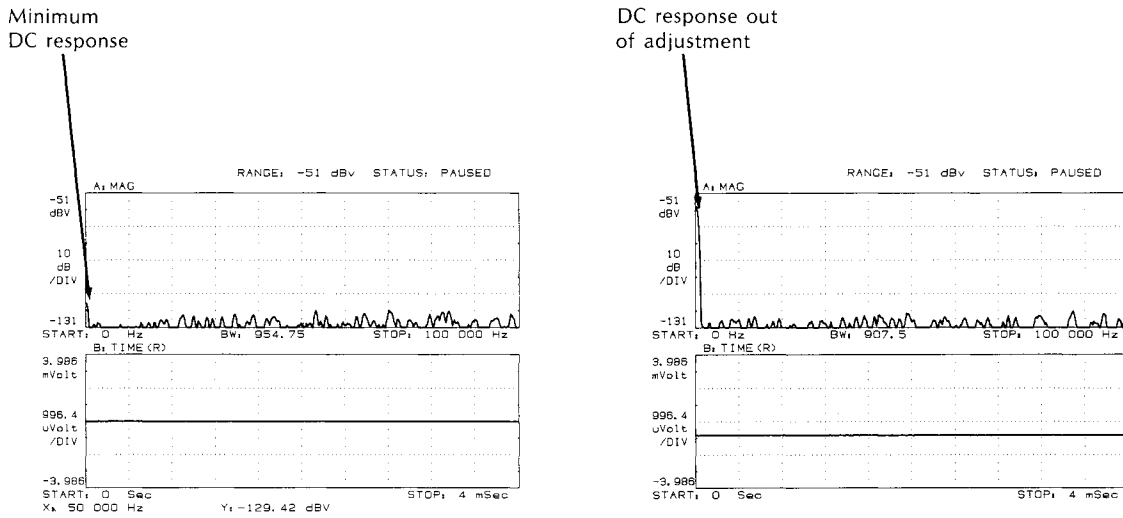 Minimum
DC response
RANGE: -51 dBv STATUS: PAUSED
A: MAG
-51
dBV
10
dB
/DIV
-131
START: 0 Hz BW: 954.75 STOP: 100 000 Hz
B: TIME(R)
3.986
mVolt
996.4
uVolt
/DIV
-3.986
START: 0 Sec STOP: 4 mSec
X: 50 000 Hz Y: -129.42 dBV
DC response out
of adjustment
RANGE: -51 dBv STATUS: PAUSED
A: MAG
-51
dBV
10
dB
/DIV
-131
START: 0 Hz BW: 907.5 STOP: 100 000 Hz
B: TIME(R)
3.986
mVolt
996.4
uVolt
/DIV
-3.986
START: 0 Sec STOP: 4 mSec